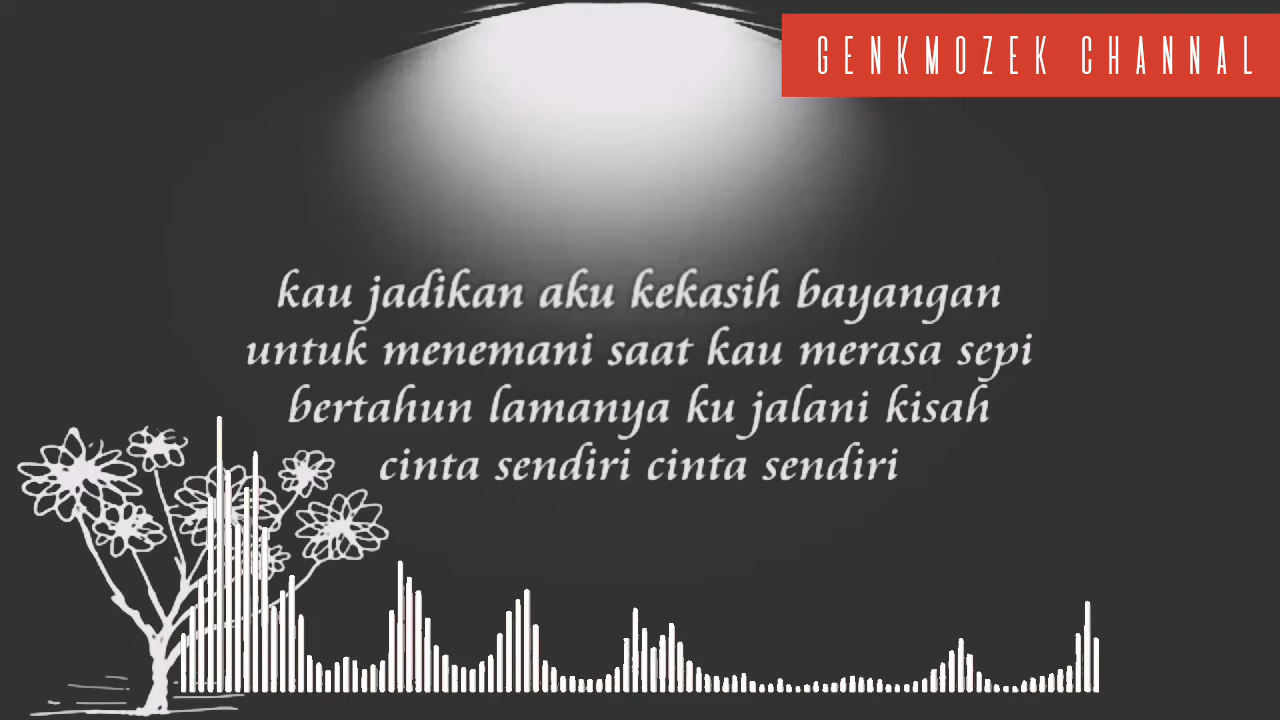 GENKMOZEK CHANNAL
kau jadikan aku kekasih bayangan
untuk menemani saat kau merasa sepi
bertahun lamanya ku jalani kisah
cinta sendiri cinta sendiri